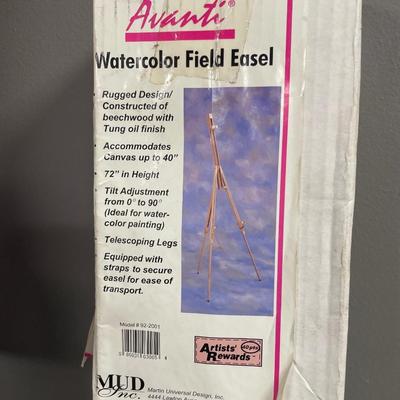 Avanti®
Watercolor Field Easel
• Rugged Design/
Constructed of
beechwood with
Tung oil finish
• Accommodates
Canvas up to 40"
• 72" in Height
• Tilt Adjustment
from 0° to 90°
(Ideal for water-
color painting)
• Telescoping Legs
• Equipped with
straps to secure
easel for ease of
transport.
Model # 92-2001
Artists'
Rewards
40 pts
MUD
Inc.
Martin Universal Design, Inc.
4444 Lawton